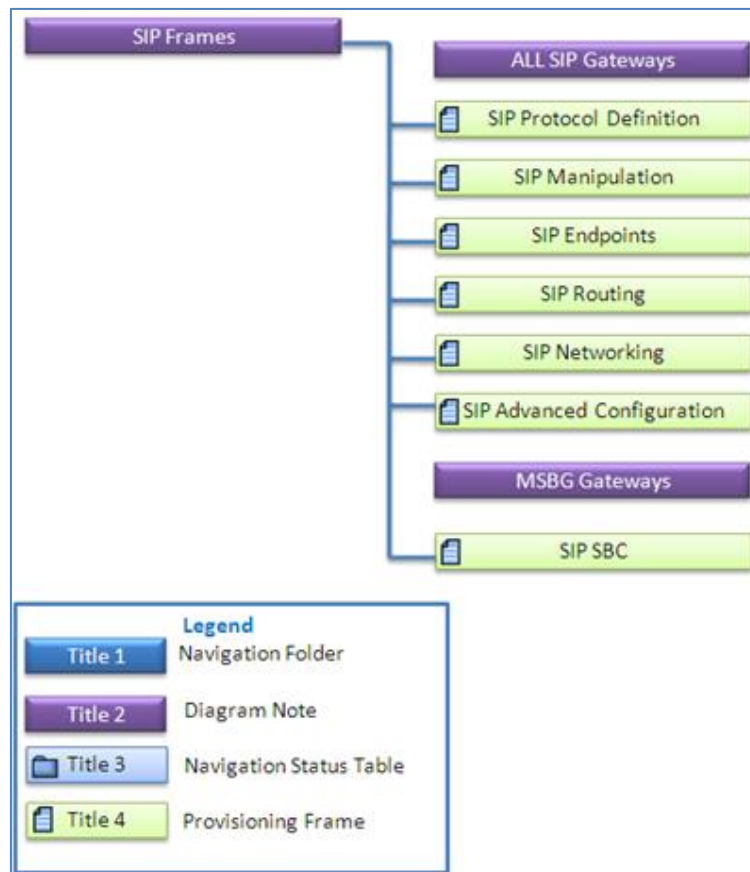 SIP Frames
ALL SIP Gateways
SIP Protocol Definition
SIP Manipulation
SIP Endpoints
SIP Routing
SIP Networking
SIP Advanced Configuration
MSBG Gateways
SIP SBC
Legend
Title 1 Navigation Folder
Title 2 Diagram Note
Title 3 Navigation Status Table
Title 4 Provisioning Frame